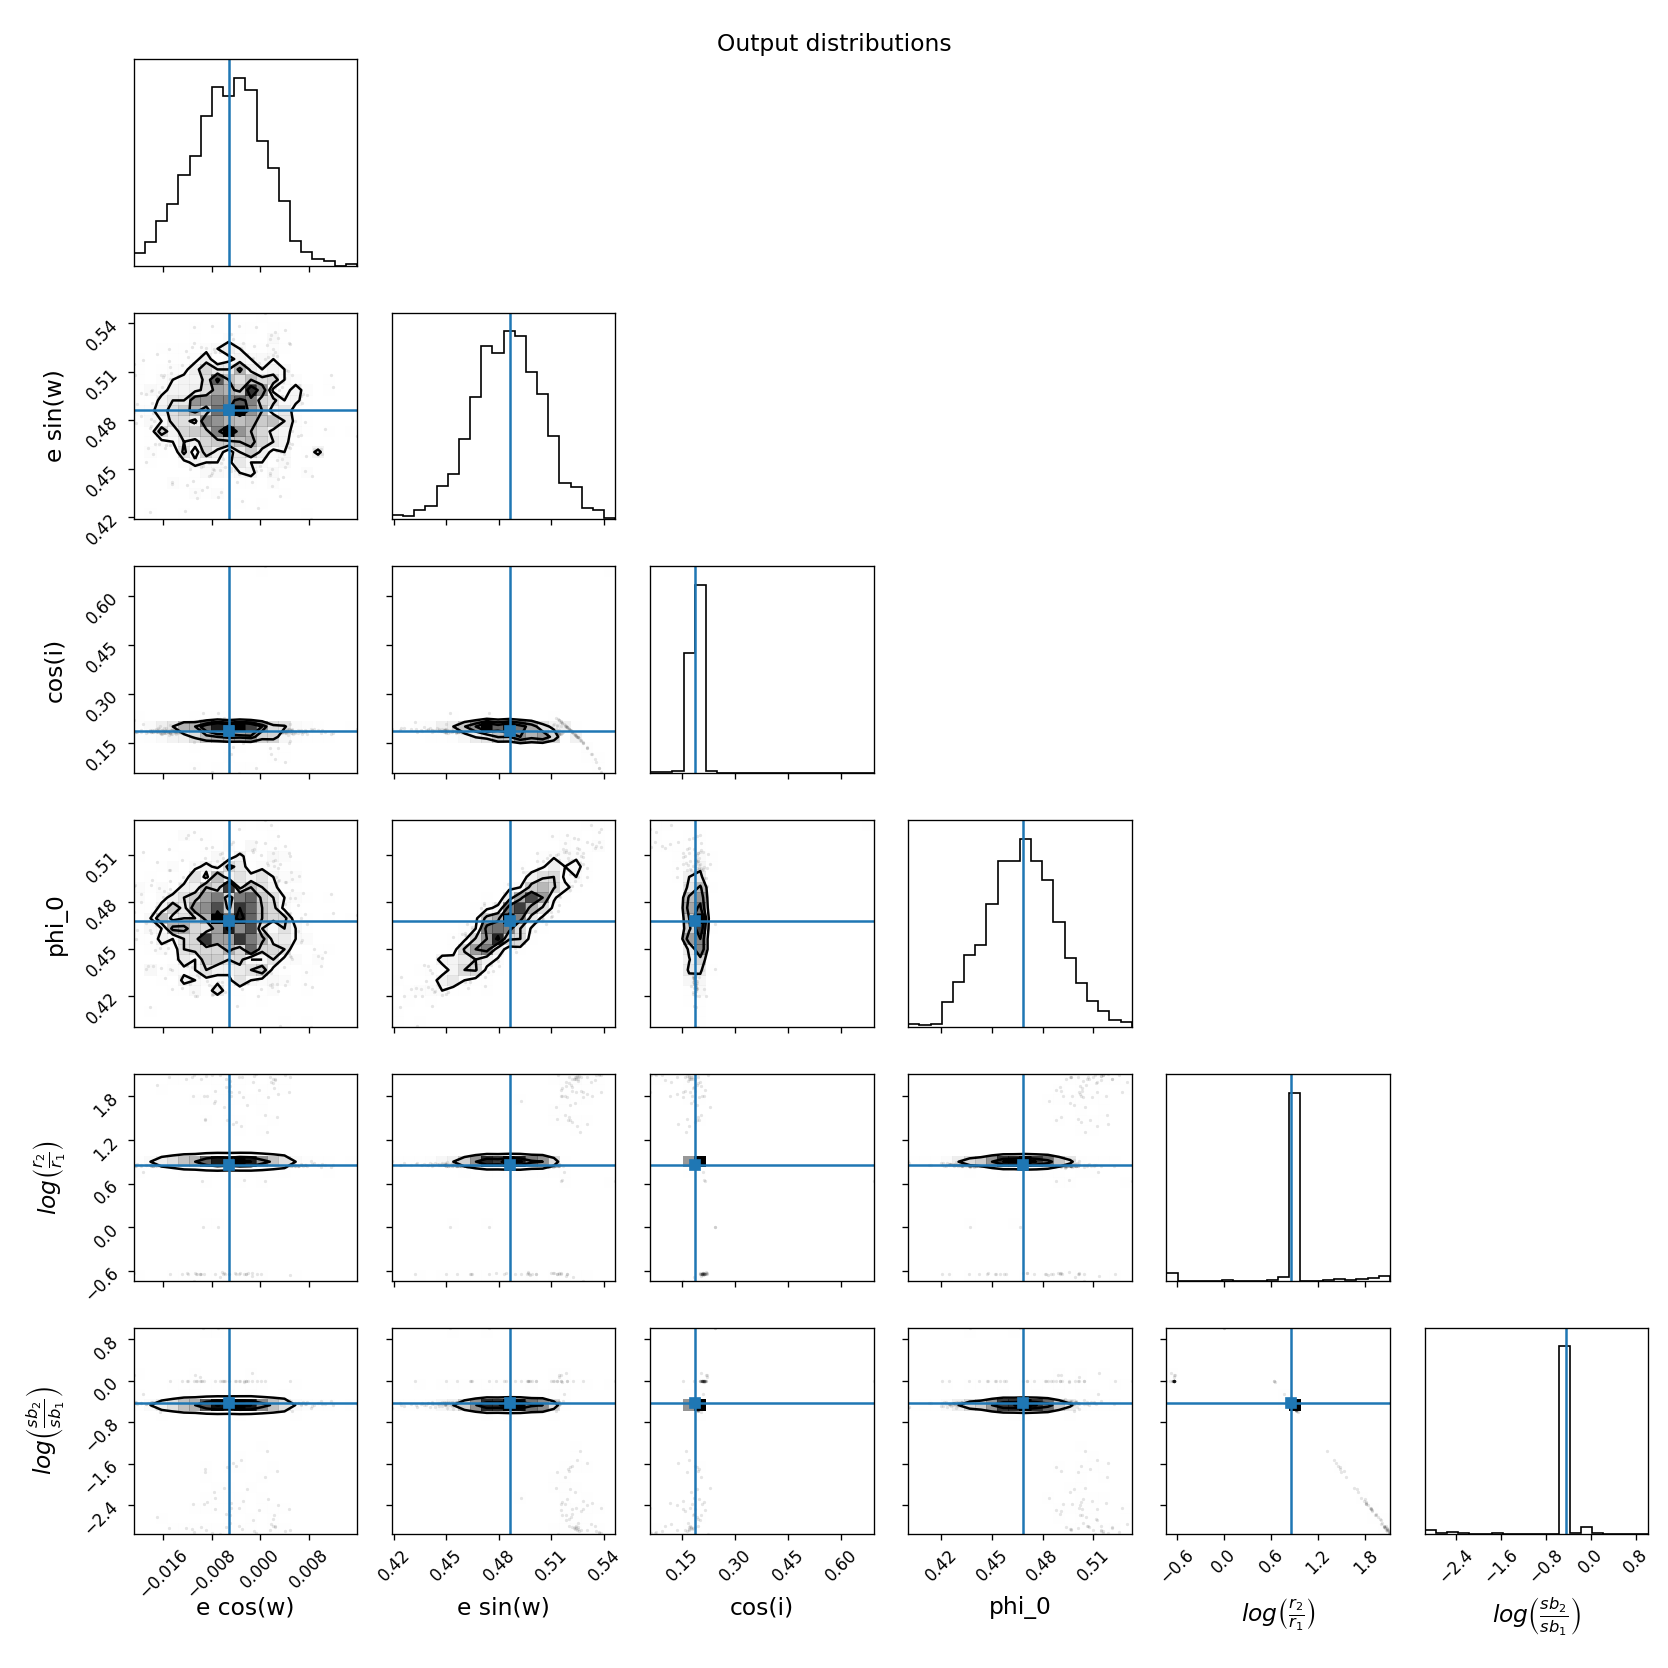 Output distributions
e sin(w)
0.54
0.51
0.48
0.45
0.42
cos(i)
0.60
0.45
0.30
0.15
phi_0
0.51
0.48
0.45
0.42
log(r2/r1)
1.8
1.2
0.6
0.0
−0.6
log(sb2/sb1)
0.8
0.0
−0.8
−1.6
−2.4
−0.016 −0.008 0.000 0.008
0.42 0.45 0.48 0.51 0.54
0.15 0.30 0.45 0.60
0.42 0.45 0.48 0.51
−0.6 0.0 0.6 1.2 1.8
−2.4 −1.6 −0.8 0.0 0.8
e cos(w) e sin(w) cos(i) phi_0 log(r2/r1) log(sb2/sb1)